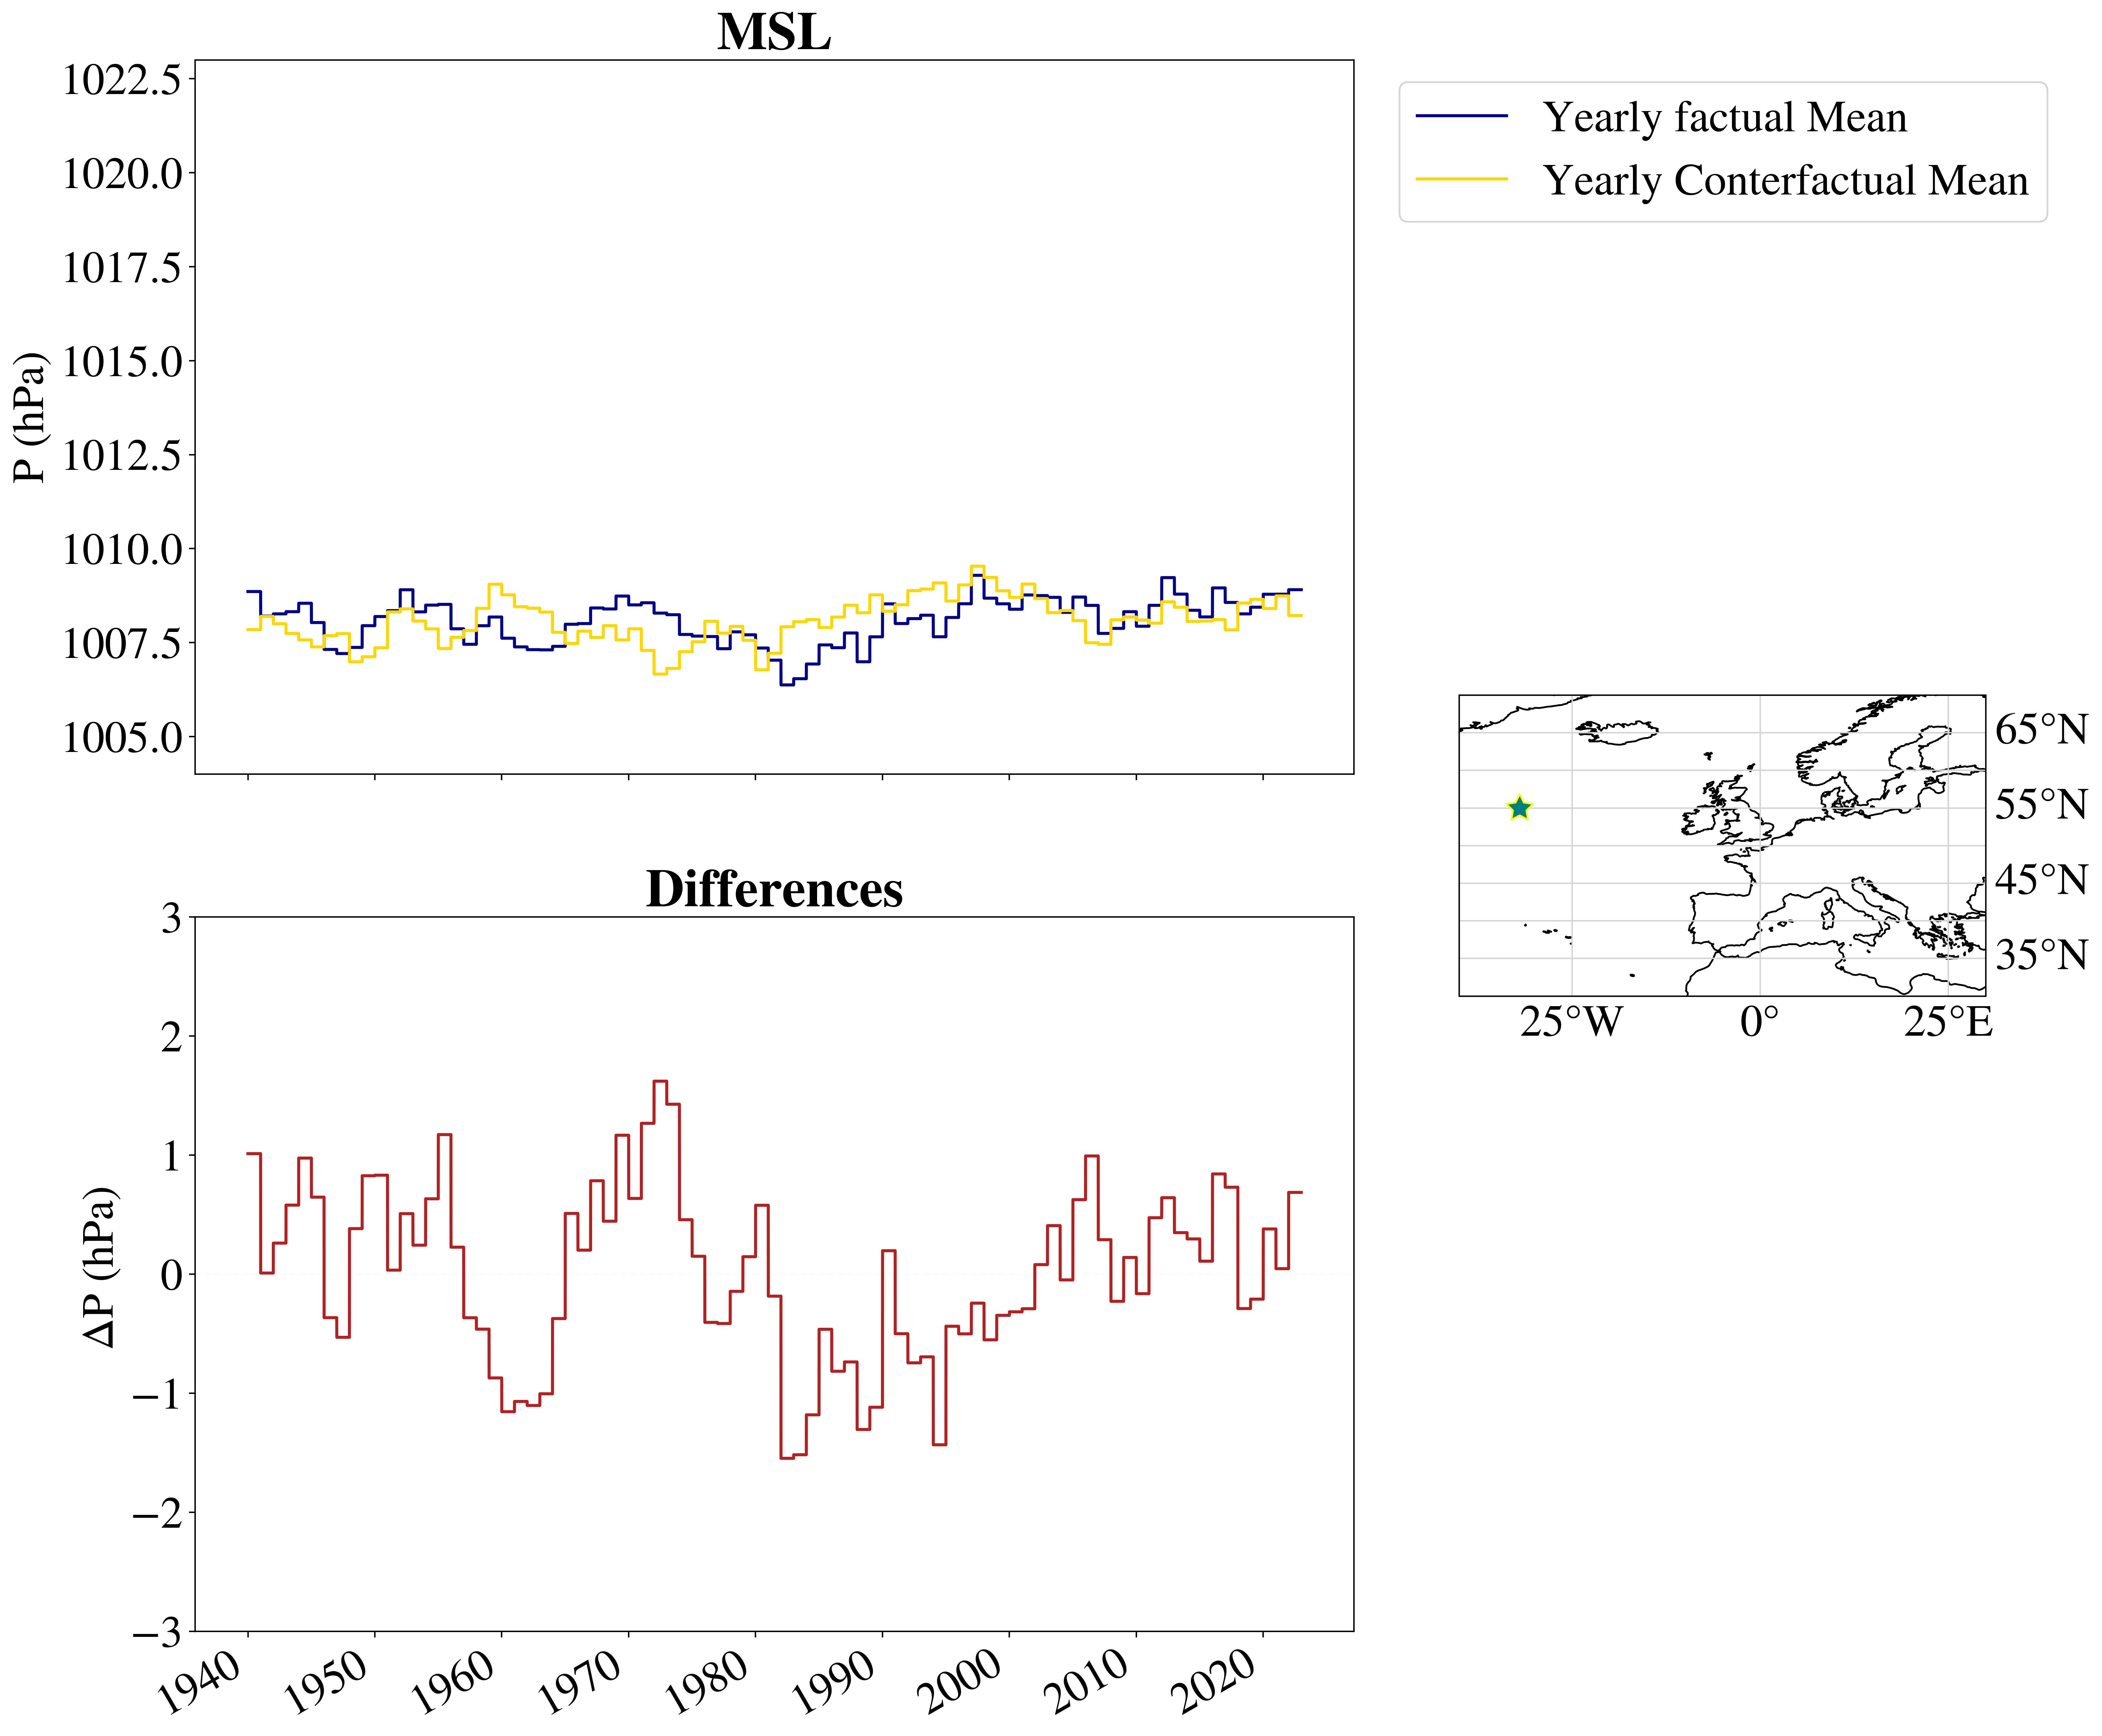 MSL
P (hPa)
1022.5
1020.0
1017.5
1015.0
1012.5
1010.0
1007.5
1005.0
Yearly factual Mean
Yearly Conterfactual Mean
65°N
55°N
45°N
35°N
25°W 0° 25°E
Differences
ΔP (hPa)
3
2
1
0
−1
−2
−3
1940 1950 1960 1970 1980 1990 2000 2010 2020